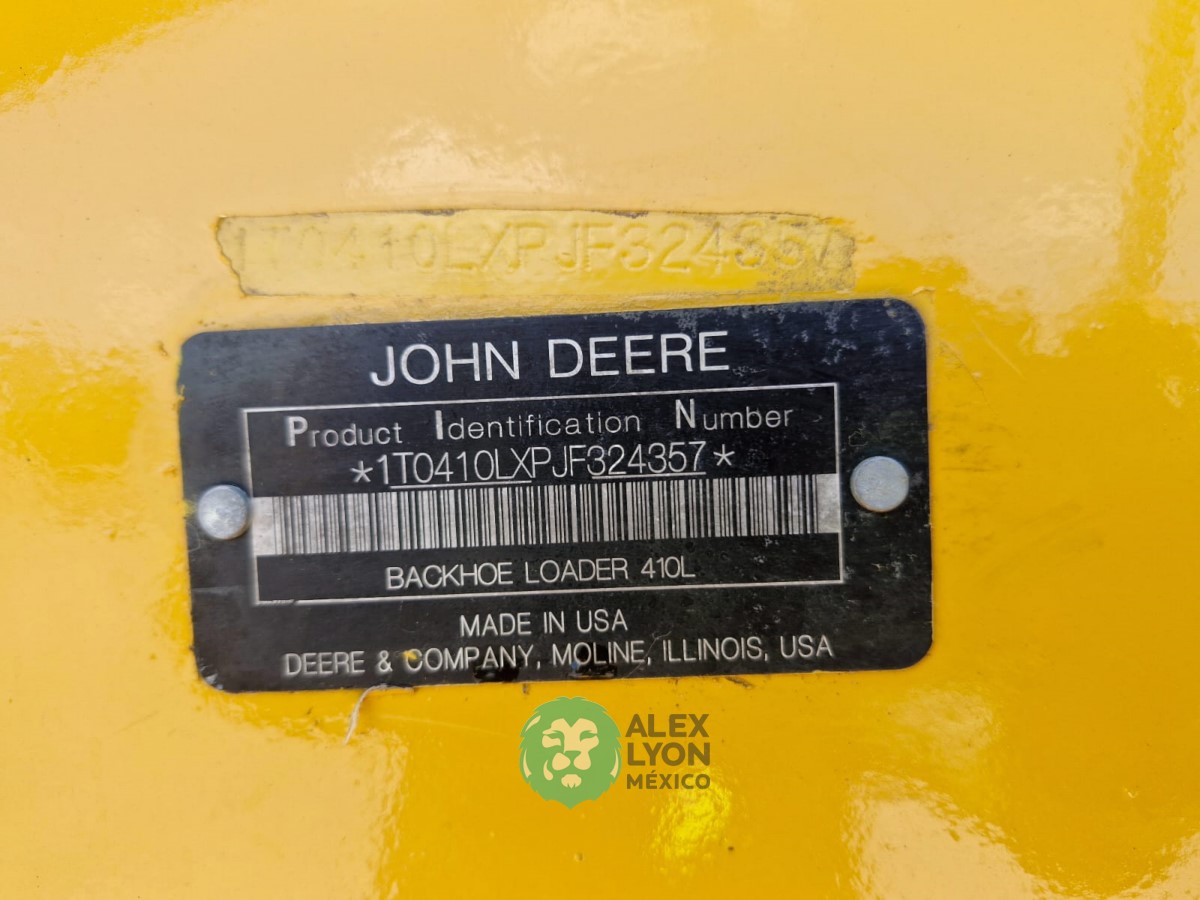 1T0410LXPJF324357
JOHN DEERE
Product Identification Number
*1T0410LXPJF324357*
BACKHOE LOADER 410L
MADE IN USA
DEERE & COMPANY, MOLINE, ILLINOIS, USA
ALEX
LYON
MÉXICO